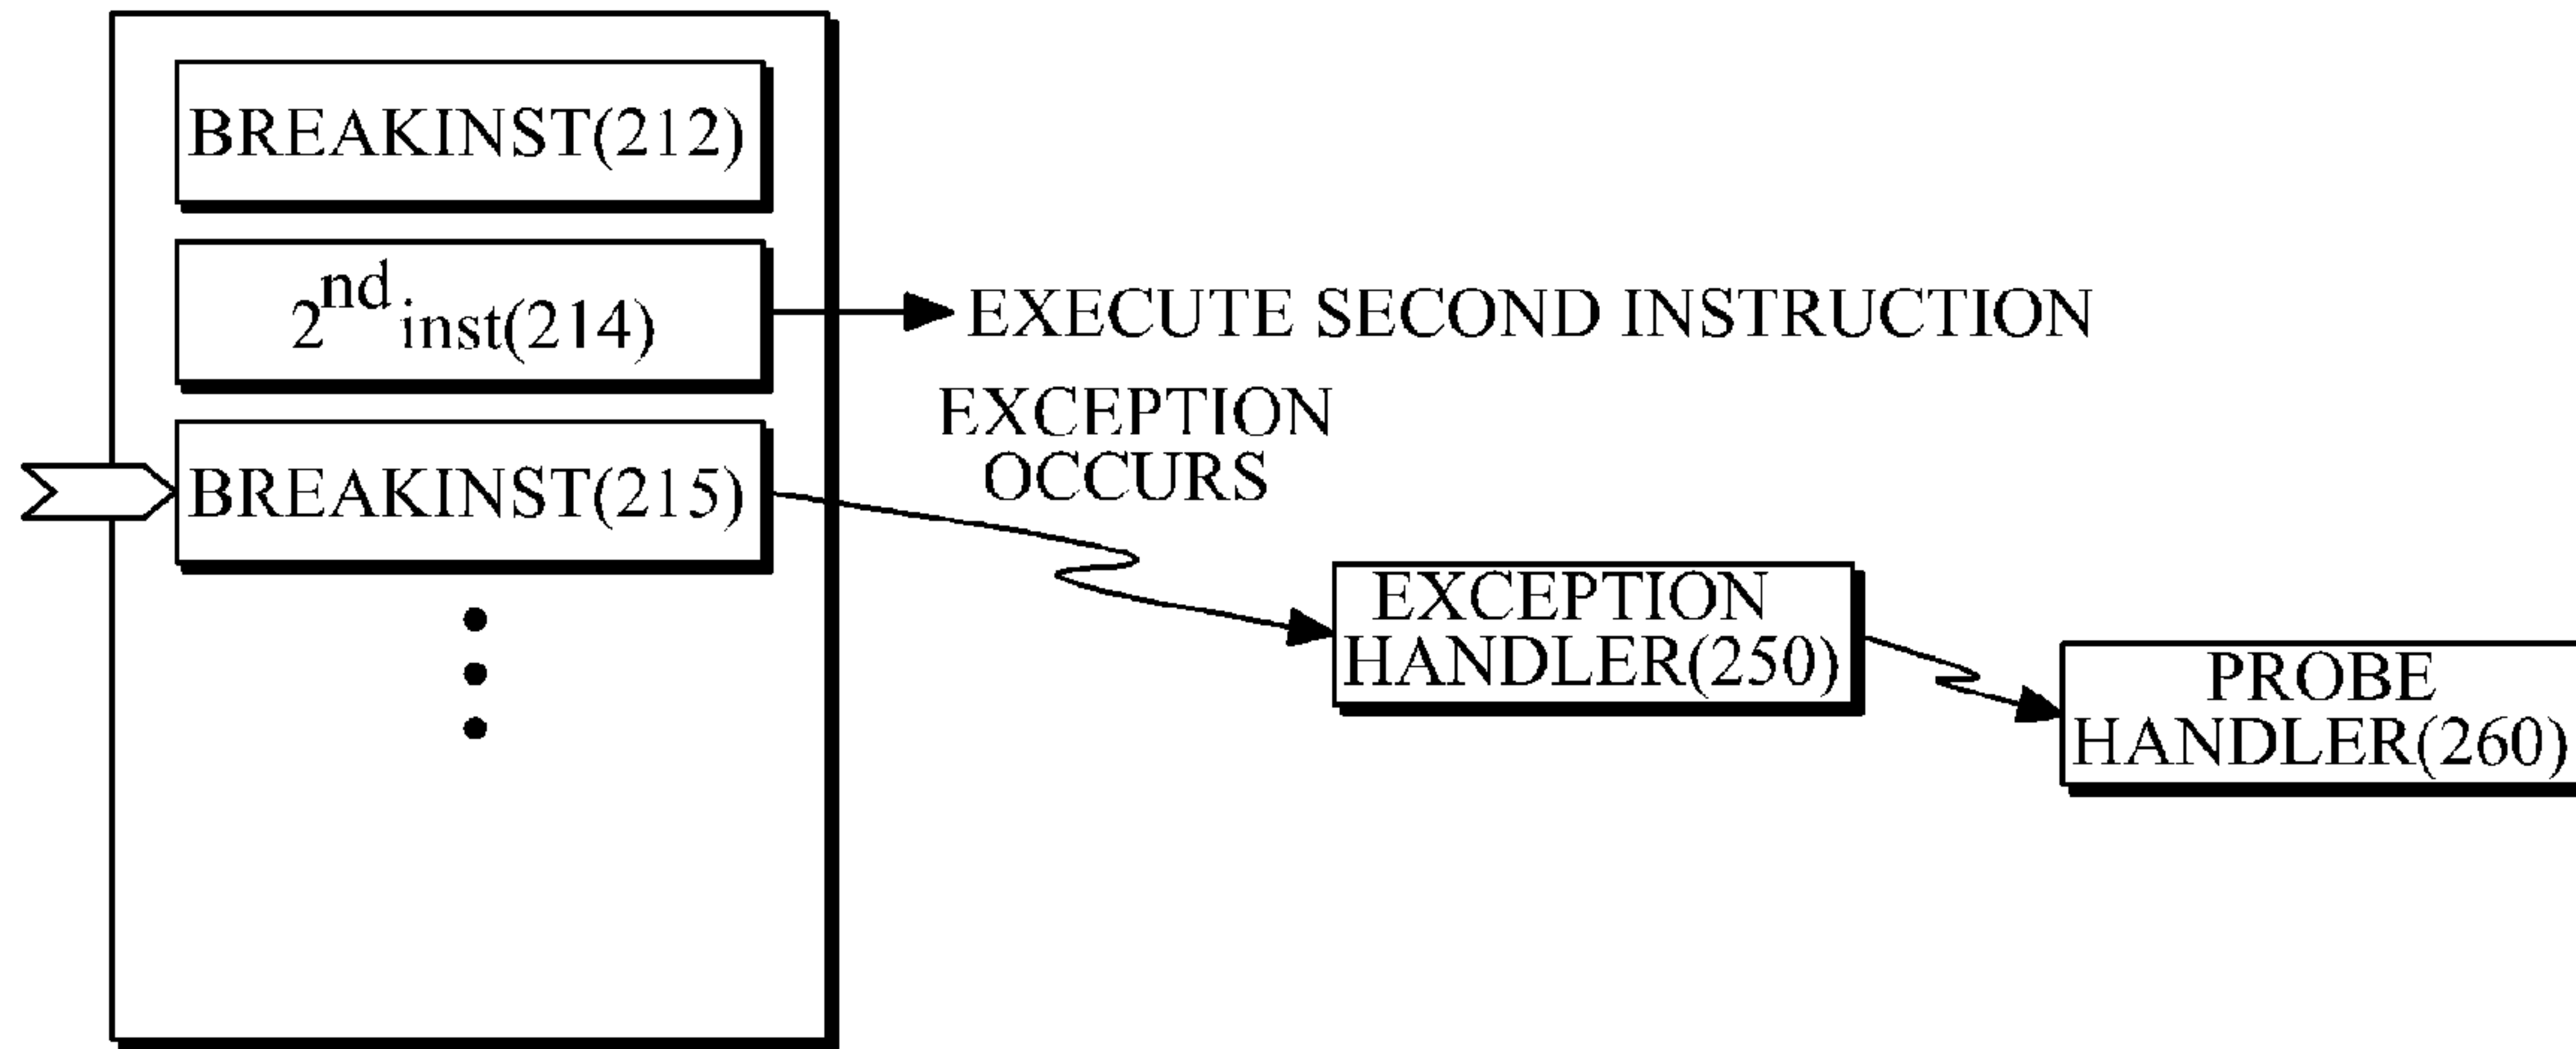 BREAKINST(212)
2nd inst(214)
EXECUTE SECOND INSTRUCTION
EXCEPTION
OCCURS
BREAKINST(215)
EXCEPTION
HANDLER(250)
PROBE
HANDLER(260)